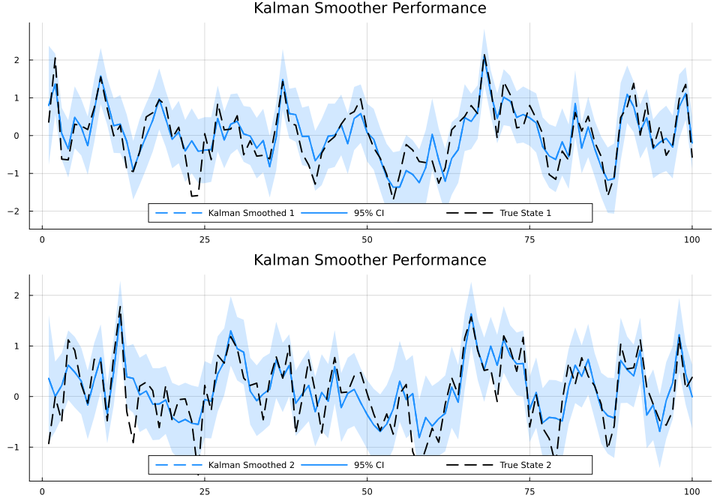 Kalman Smoother Performance
2
1
0
−1
−2
Kalman Smoothed 1 95% CI True State 1
0 25 50 75 100
Kalman Smoother Performance
2
1
0
−1
Kalman Smoothed 2 95% CI True State 2
0 25 50 75 100